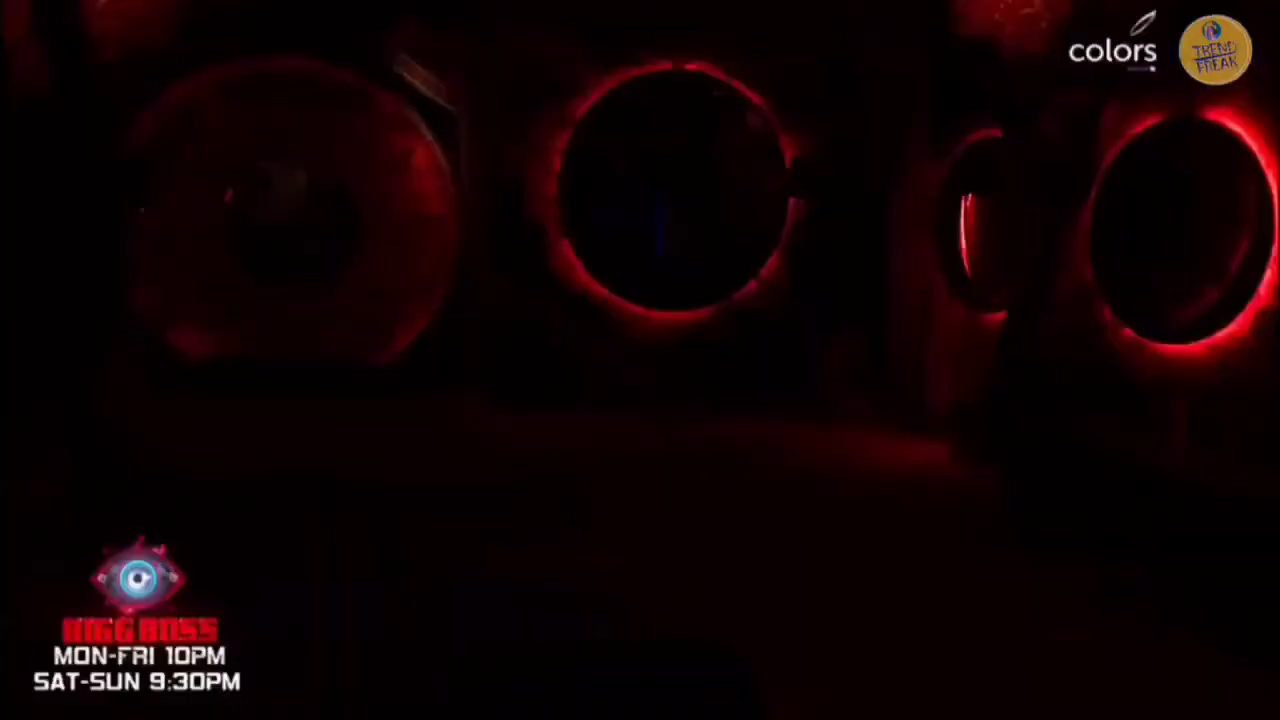 colors
TREND
FREAK
BIGG BOSS
MON-FRI 10PM
SAT-SUN 9:30PM